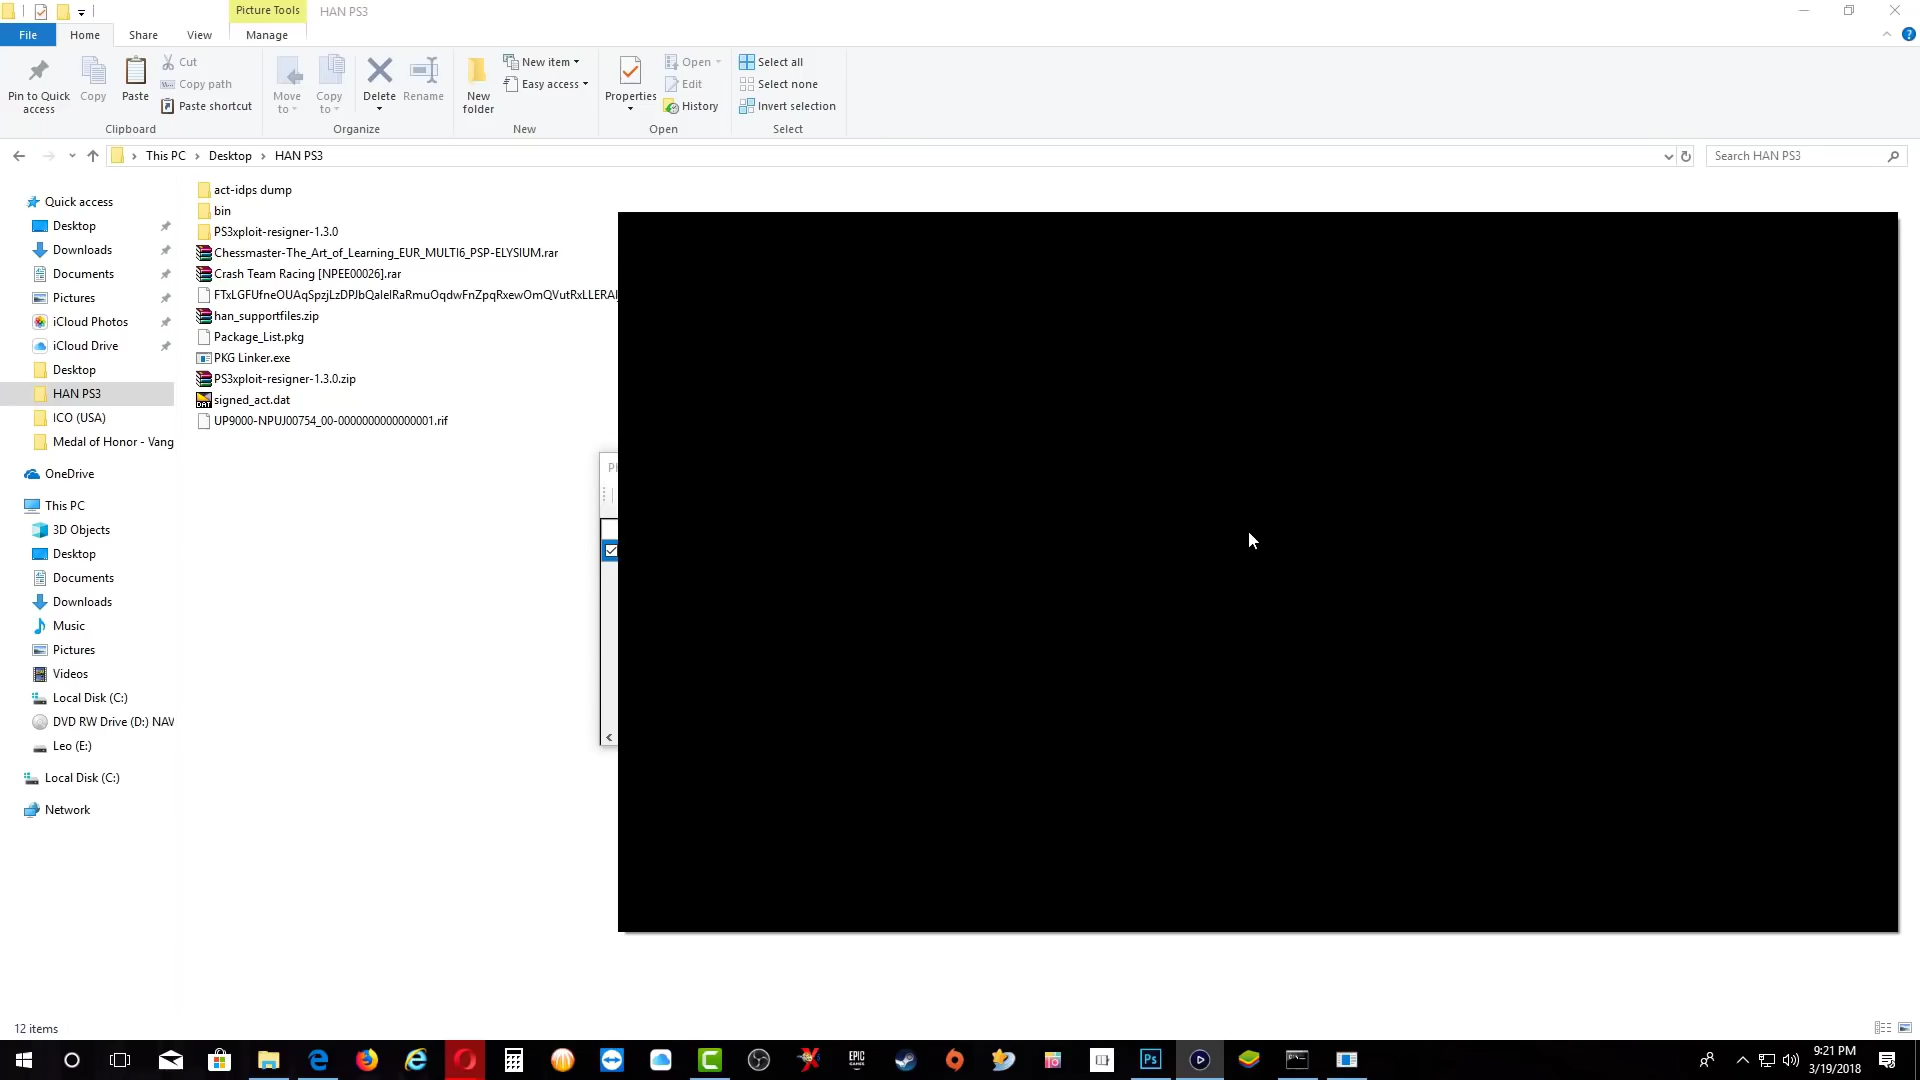 Picture Tools
HAN PS3
File
Home
Share
View
Manage
Pin to Quick access
Copy
Paste
Cut
Copy path
Paste shortcut
Clipboard
Move to
Copy to
Delete
Rename
Organize
New folder
New item
Easy access
New
Properties
Open
Edit
History
Open
Select all
Select none
Invert selection
Select
This PC
Desktop
HAN PS3
Search HAN PS3
Quick access
Desktop
Downloads
Documents
Pictures
iCloud Photos
iCloud Drive
Desktop
HAN PS3
ICO (USA)
Medal of Honor - Vang
OneDrive
This PC
3D Objects
Desktop
Documents
Downloads
Music
Pictures
Videos
Local Disk (C:)
DVD RW Drive (D:) NAV
Leo (E:)
Local Disk (C:)
Network
act-idps dump
bin
PS3xploit-resigner-1.3.0
Chessmaster-The_Art_of_Learning_EUR_MULTI6_PSP-ELYSIUM.rar
Crash Team Racing [NPEE00026].rar
han_supportfiles.zip
Package_List.pkg
PKG Linker.exe
PS3xploit-resigner-1.3.0.zip
signed_act.dat
UP9000-NPUJ00754_00-0000000000000001.rif
12 items
EPIC GAMES
Ps
9:21 PM
3/19/2018